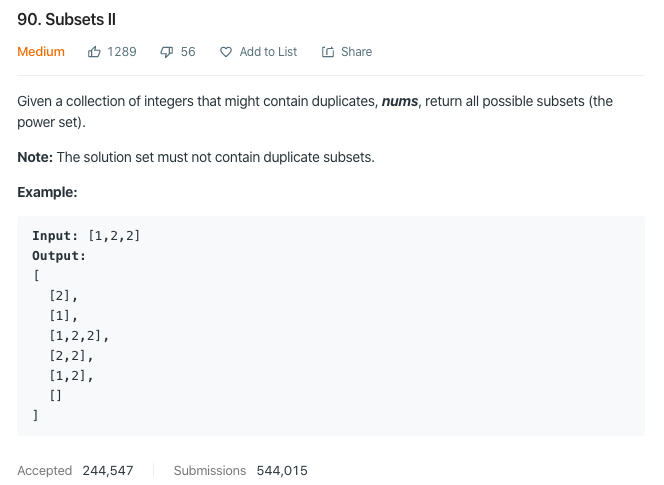 90. Subsets II
Medium 1289 56 Add to List Share
Given a collection of integers that might contain duplicates, nums, return all possible subsets (the
power set).
Note: The solution set must not contain duplicate subsets.
Example:
Input: [1,2,2]
Output:
[
  [2],
  [1],
  [1,2,2],
  [2,2],
  [1,2],
  []
]
Accepted 244,547 Submissions 544,015